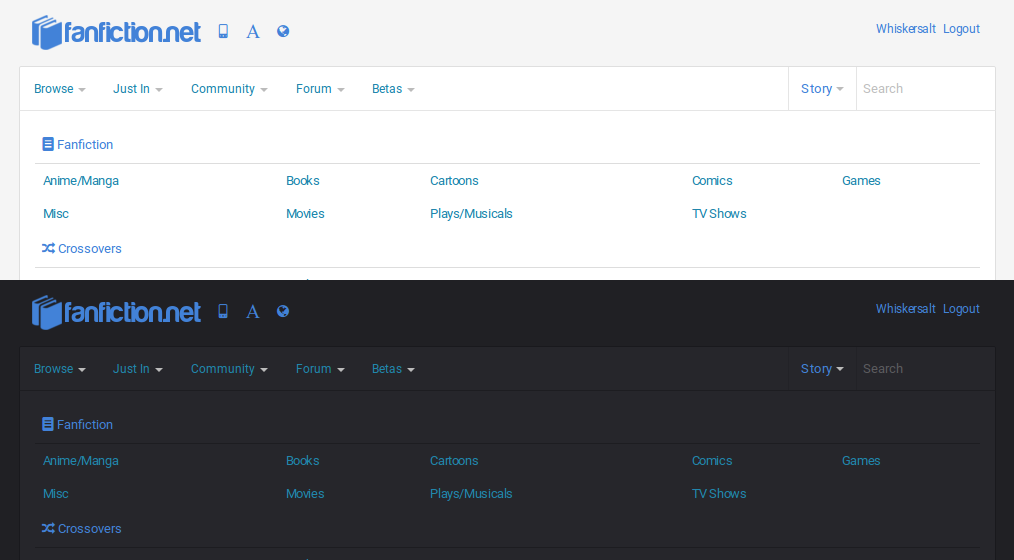 fanfiction.net A Whiskersalt Logout
Browse Just In Community Forum Betas Story Search
Fanfiction
Anime/Manga Books Cartoons Comics Games
Misc Movies Plays/Musicals TV Shows
Crossovers
fanfiction.net A Whiskersalt Logout
Browse Just In Community Forum Betas Story Search
Fanfiction
Anime/Manga Books Cartoons Comics Games
Misc Movies Plays/Musicals TV Shows
Crossovers